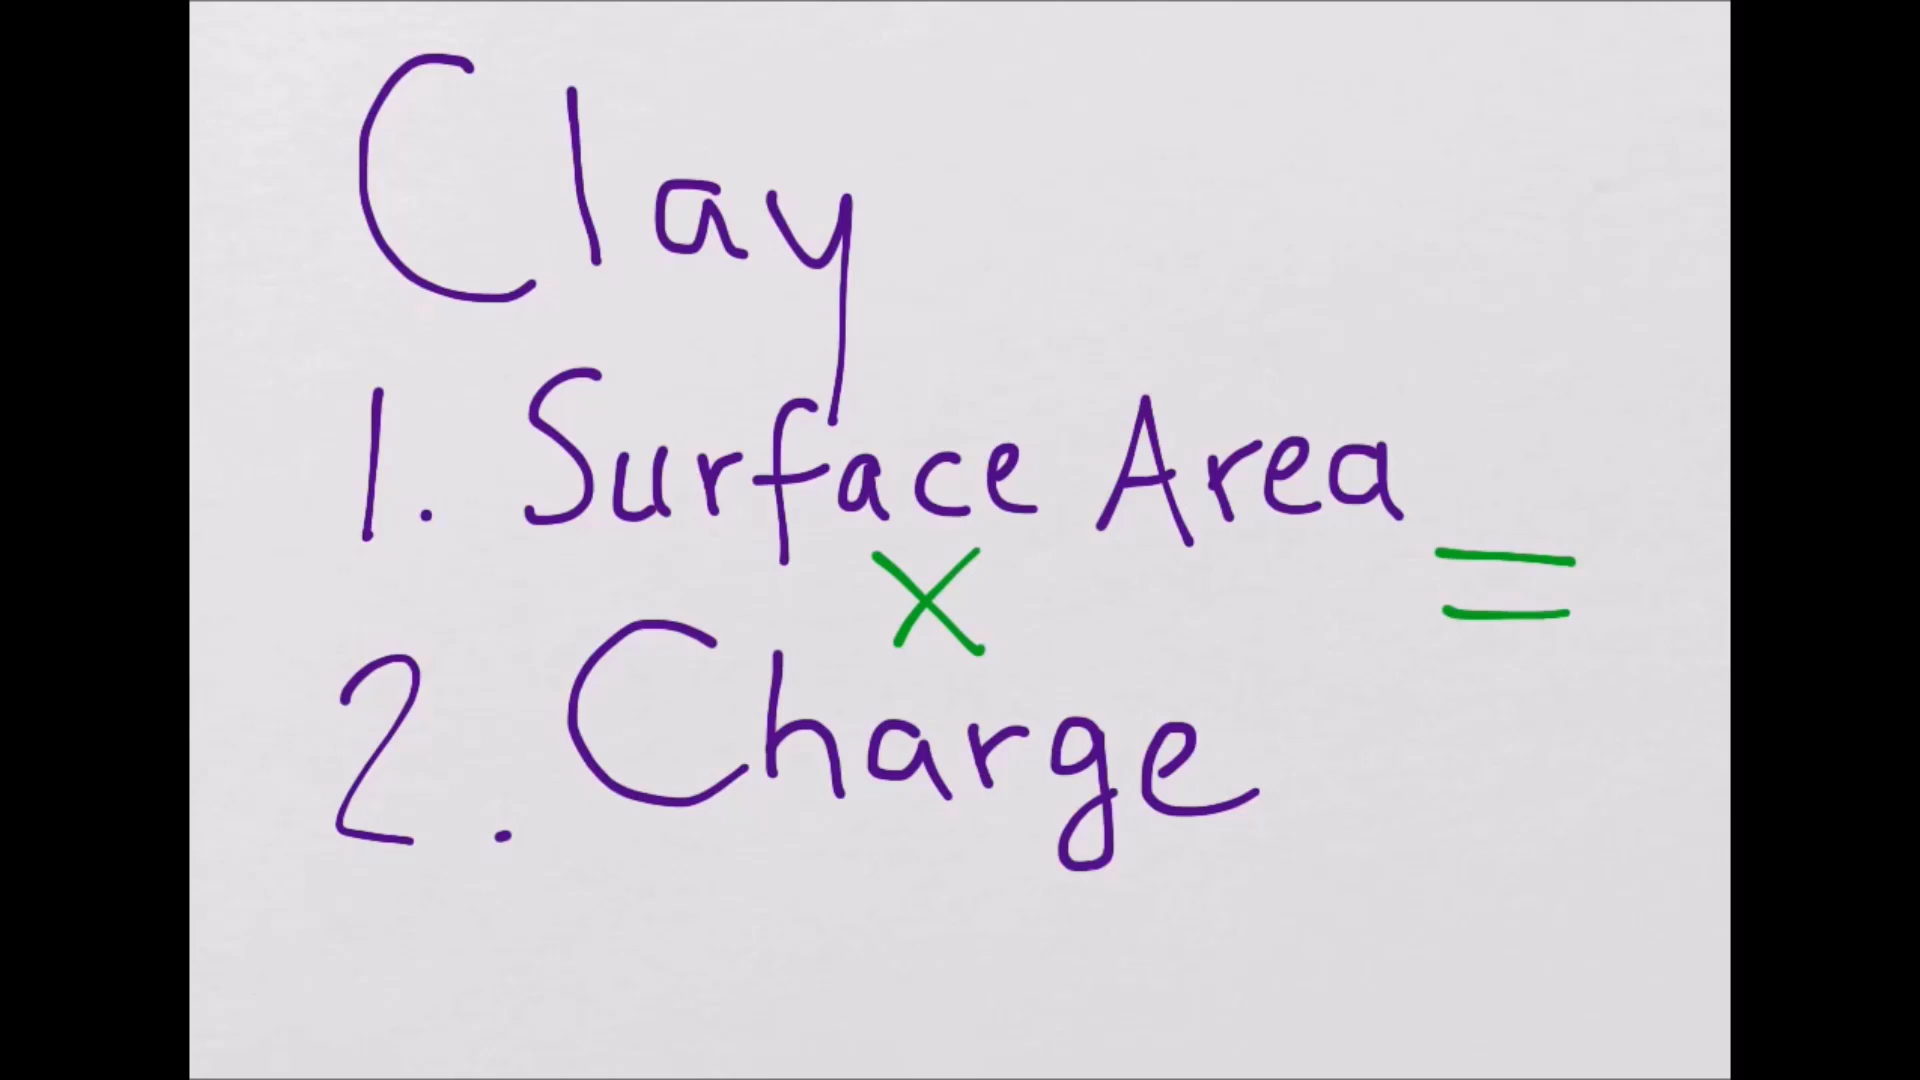 Clay
1. Surface Area
× =
2. Charge